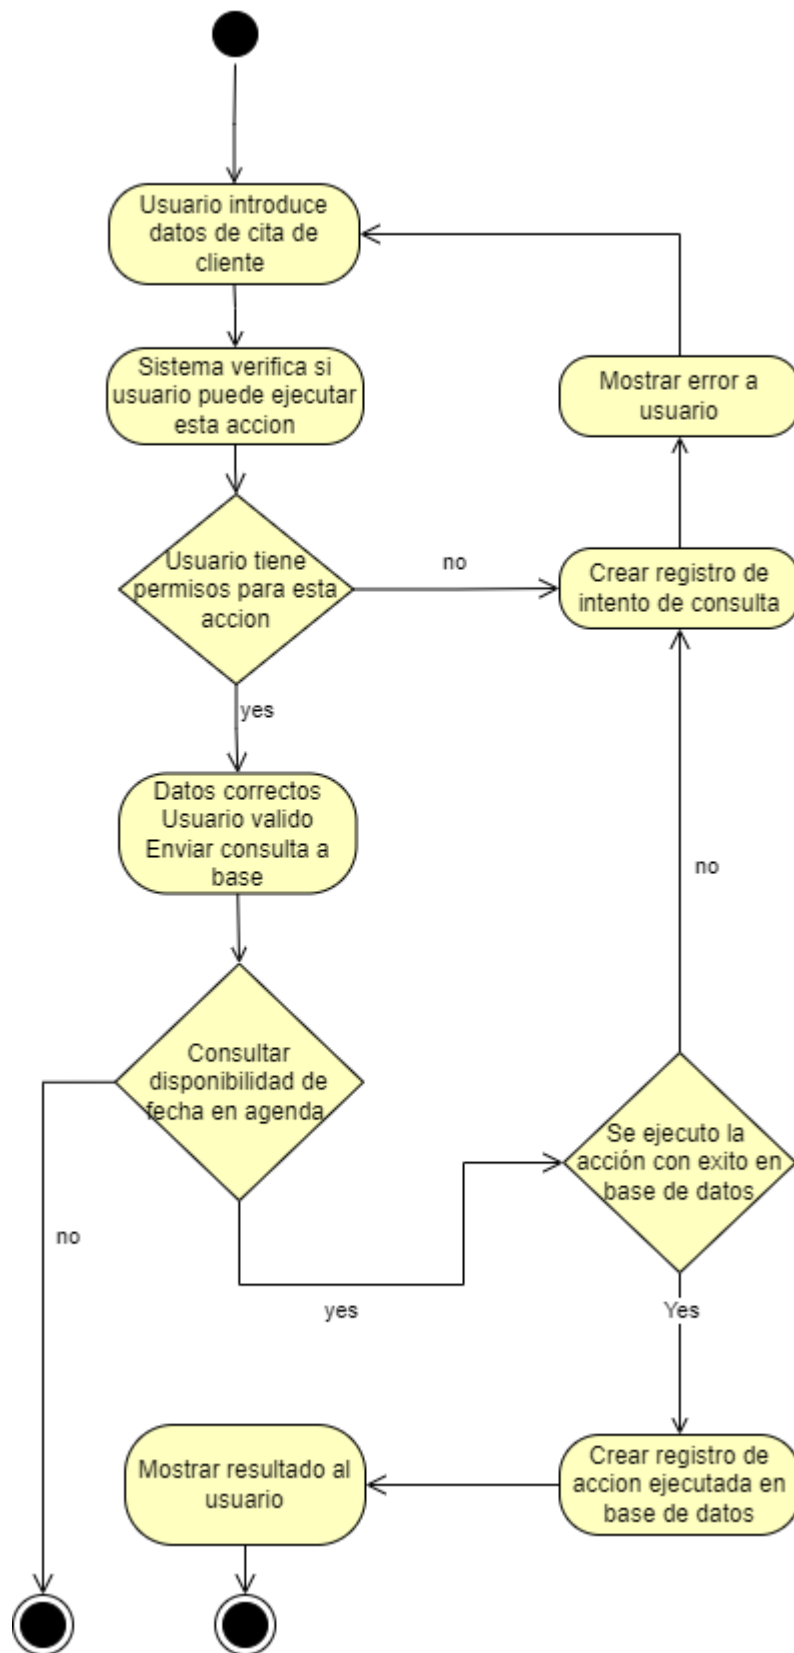 Usuario introduce
datos de cita de
cliente
Sistema verifica si
usuario puede ejecutar
esta accion
Mostrar error a
usuario
Usuario tiene
permisos para esta
accion
no
Crear registro de
intento de consulta
yes
Datos correctos
Usuario valido
Enviar consulta a
base
no
Consultar
disponibilidad de
fecha en agenda
Se ejecuto la
acción con exito en
base de datos
no
yes
Yes
Mostrar resultado al
usuario
Crear registro de
accion ejecutada en
base de datos